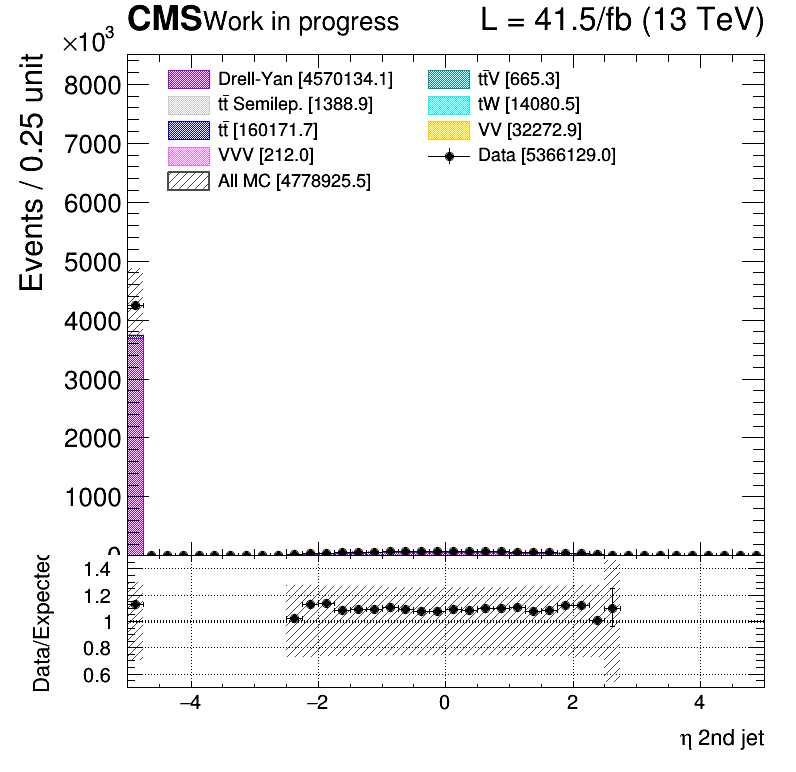 CMS Work in progress L = 41.5/fb (13 TeV)
×10³
Events / 0.25 unit
8000
7000
6000
5000
4000
3000
2000
1000
0
Drell-Yan [4570134.1]
tt̄ Semilep. [1388.9]
tt̄ [160171.7]
VVV [212.0]
All MC [4778925.5]
tt̄V [665.3]
tW [14080.5]
VV [32272.9]
Data [5366129.0]
Data/Expected
1.4
1.2
1
0.8
0.6
−4 −2 0 2 4
η 2nd jet